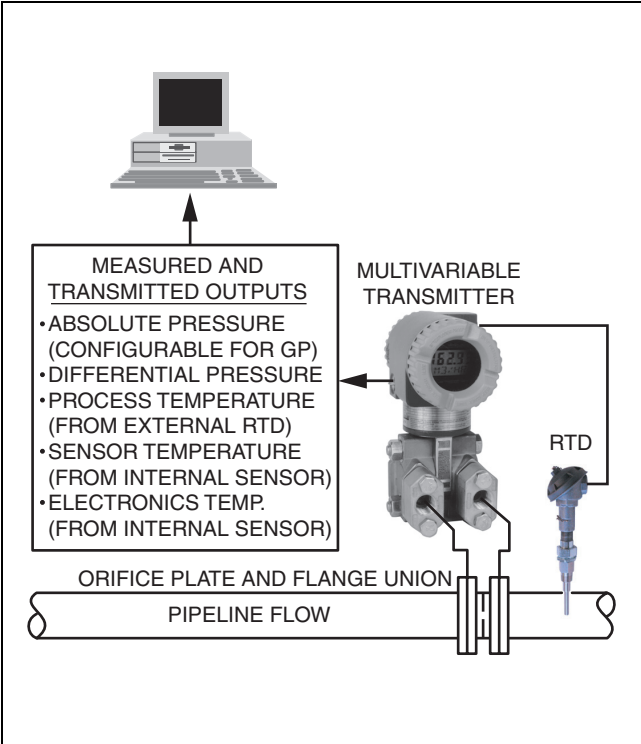 MEASURED AND
TRANSMITTED OUTPUTS
•ABSOLUTE PRESSURE
(CONFIGURABLE FOR GP)
•DIFFERENTIAL PRESSURE
•PROCESS TEMPERATURE
(FROM EXTERNAL RTD)
•SENSOR TEMPERATURE
(FROM INTERNAL SENSOR)
•ELECTRONICS TEMP.
(FROM INTERNAL SENSOR)
MULTIVARIABLE
TRANSMITTER
RTD
ORIFICE PLATE AND FLANGE UNION
PIPELINE FLOW